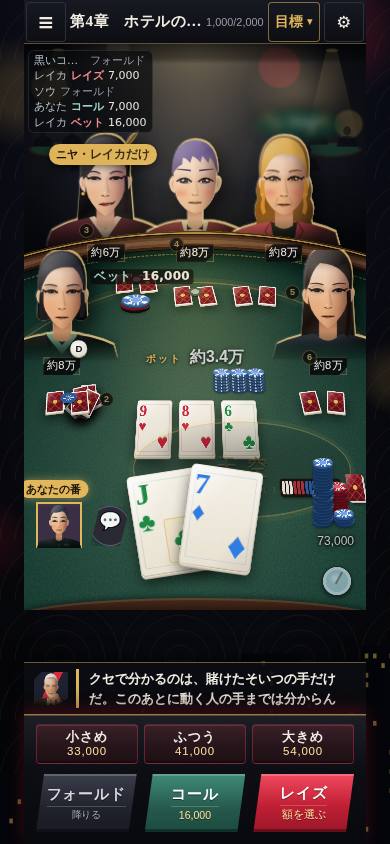 第4章　ホテルの… 1,000/2,000 目標▼
黒いコ… フォールド
レイカ レイズ 7,000
ソウ フォールド
あなた コール 7,000
レイカ ベット 16,000
ニヤ・レイカだけ
3
4
約6万
約8万
約8万
ベット 16,000
5
D
約8万
6
約8万
ポット 約3.4万
2
9
8
6
あなたの番
J
7
73,000
クセで分かるのは、賭けたそいつの手だけ
だ。このあとに動く人の手までは分からん
小さめ
33,000
ふつう
41,000
大きめ
54,000
フォールド
降りる
コール
16,000
レイズ
額を選ぶ